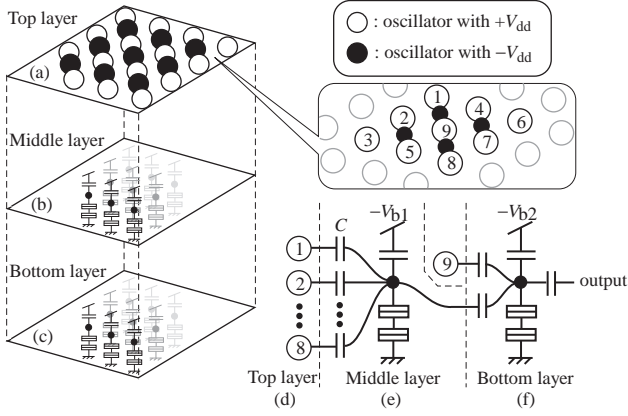 Top layer
(a)
Middle layer
(b)
Bottom layer
(c)
: oscillator with +Vdd
: oscillator with −Vdd
1
2
4
3
9
6
5
7
8
−Vb1
−Vb2
C
1
2
8
9
output
Top layer
Middle layer
Bottom layer
(d)
(e)
(f)